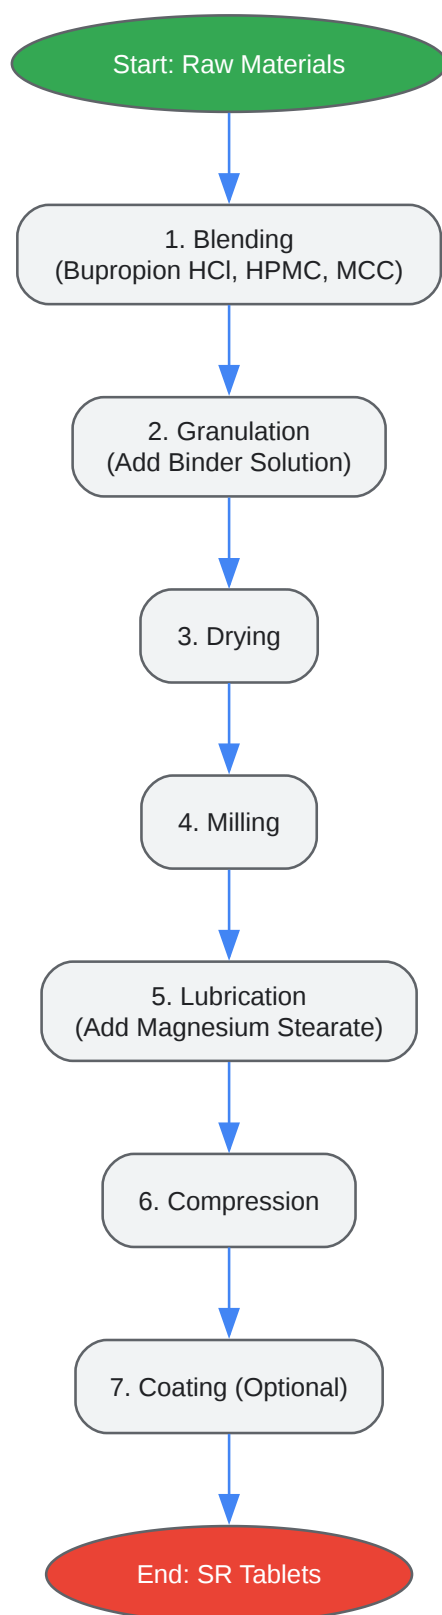 Start: Raw Materials
1. Blending
(Bupropion HCl, HPMC, MCC)
2. Granulation
(Add Binder Solution)
3. Drying
4. Milling
5. Lubrication
(Add Magnesium Stearate)
6. Compression
7. Coating (Optional)
End: SR Tablets